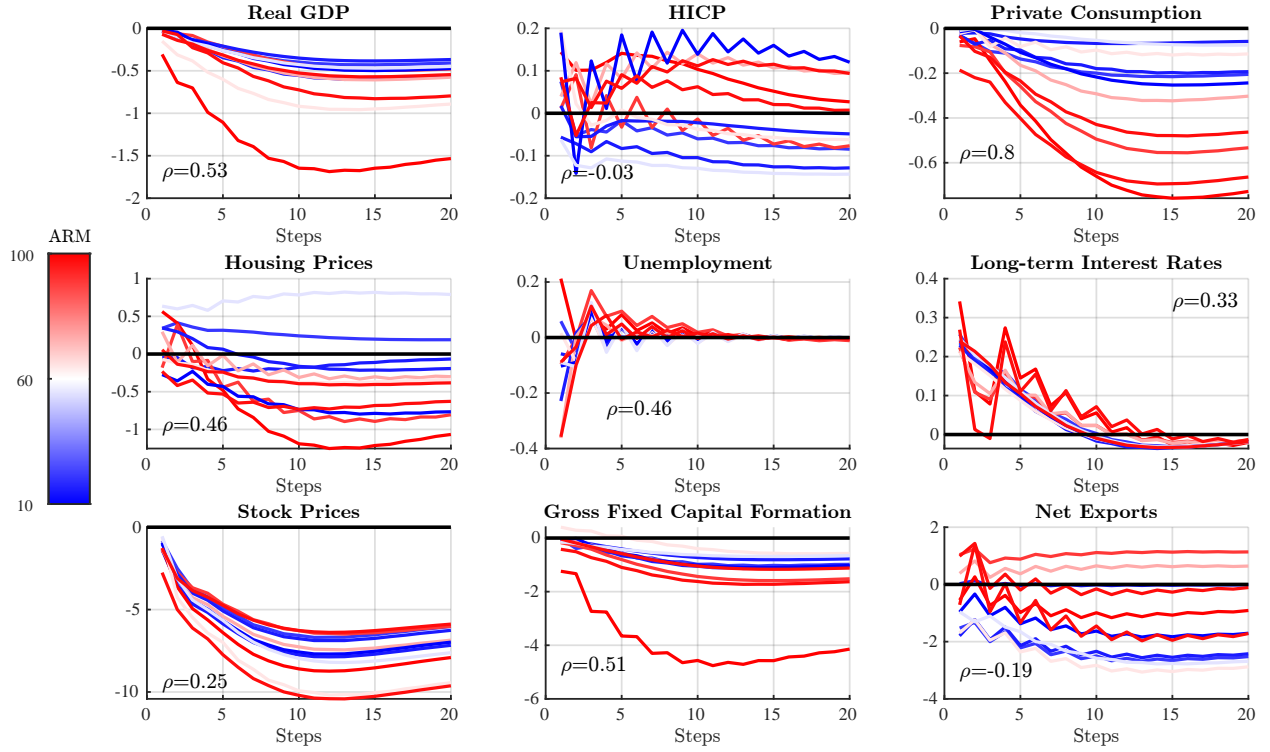 Real GDP
0
-0.5
-1
-1.5
-2
ρ=0.53
0 5 10 15 20
Steps
HICP
0.2
0.1
0
-0.1
-0.2
ρ=-0.03
0 5 10 15 20
Steps
Private Consumption
0
-0.2
-0.4
-0.6
ρ=0.8
0 5 10 15 20
Steps
ARM
100
60
10
Housing Prices
1
0.5
0
-0.5
-1
ρ=0.46
0 5 10 15 20
Steps
Unemployment
0.2
0
-0.2
-0.4
ρ=0.46
0 5 10 15 20
Steps
Long-term Interest Rates
0.4
0.3
0.2
0.1
0
ρ=0.33
0 5 10 15 20
Steps
Stock Prices
0
-5
-10
ρ=0.25
0 5 10 15 20
Steps
Gross Fixed Capital Formation
0
-2
-4
-6
ρ=0.51
0 5 10 15 20
Steps
Net Exports
2
0
-2
-4
ρ=-0.19
0 5 10 15 20
Steps